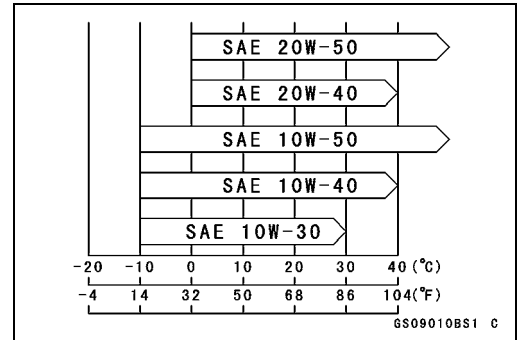 SAE 20W-50
SAE 20W-40
SAE 10W-50
SAE 10W-40
SAE 10W-30
-20 -10 0 10 20 30 40 (°C)
-4 14 32 50 68 86 104(°F)
GS09010BS1 C